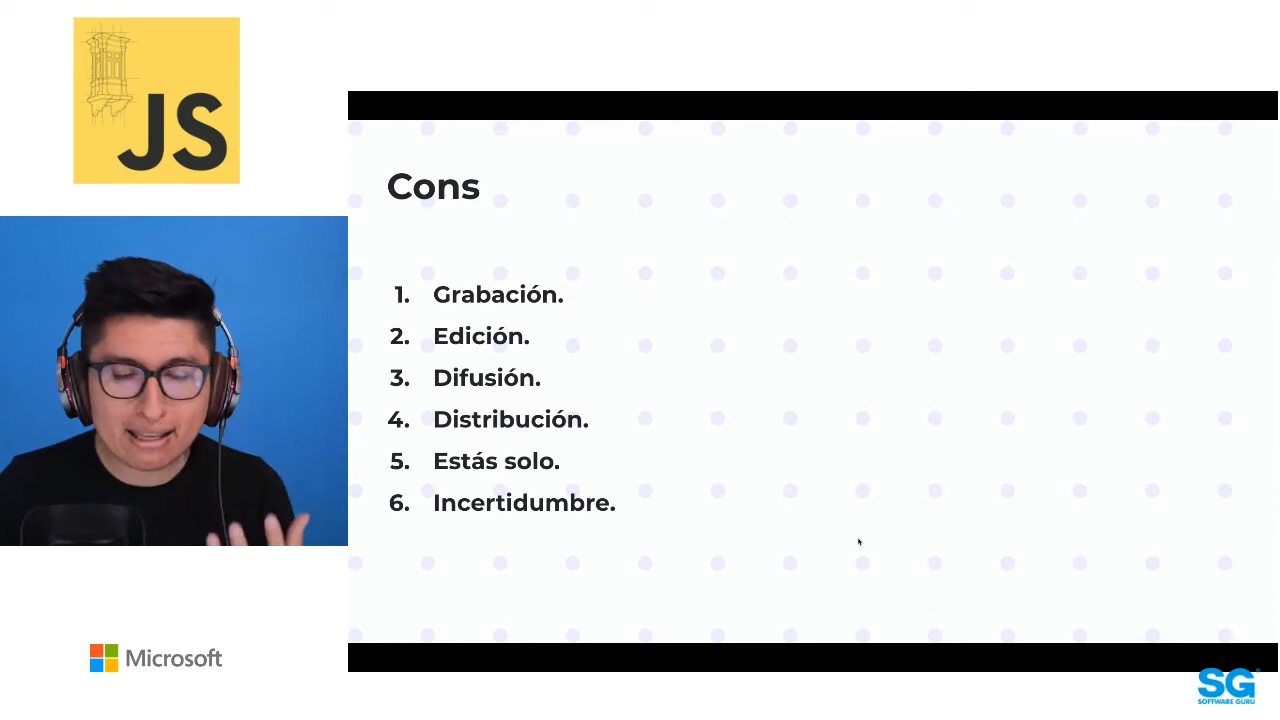 JS
Cons
1. Grabación.
2. Edición.
3. Difusión.
4. Distribución.
5. Estás solo.
6. Incertidumbre.
Microsoft
SG
SOFTWARE GURU